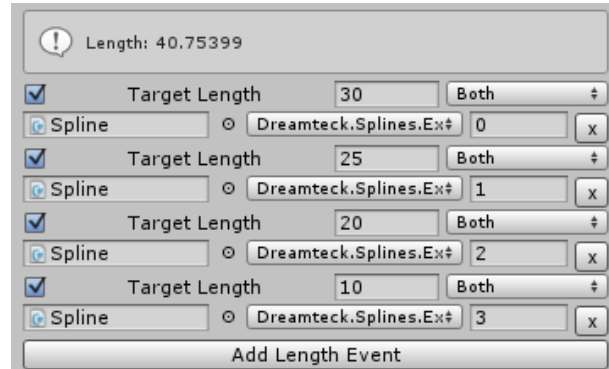 Length: 40.75399
Target Length 30 Both
Spline Dreamteck.Splines.Ex 0 x
Target Length 25 Both
Spline Dreamteck.Splines.Ex 1 x
Target Length 20 Both
Spline Dreamteck.Splines.Ex 2 x
Target Length 10 Both
Spline Dreamteck.Splines.Ex 3 x
Add Length Event